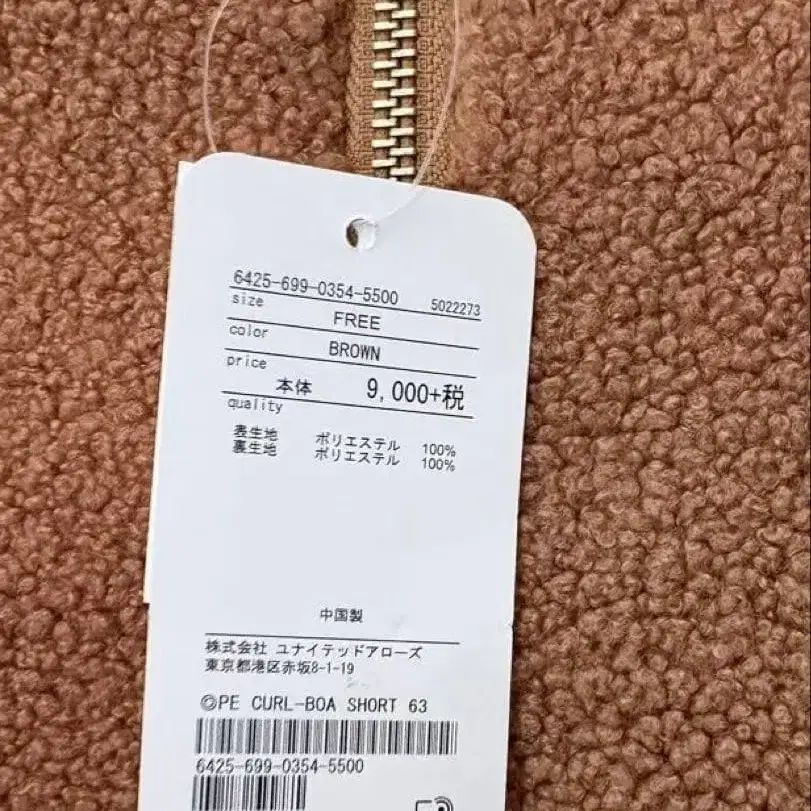 6425-699-0354-5500 5022273
size
FREE
color
BROWN
price
本体 9,000+税
quality
表生地 ポリエステル 100%
裏生地 ポリエステル 100%
中国製
株式会社 ユナイテッドアローズ
東京都港区赤坂8-1-19
©PE CURL-BOA SHORT 63
6425-699-0354-5500